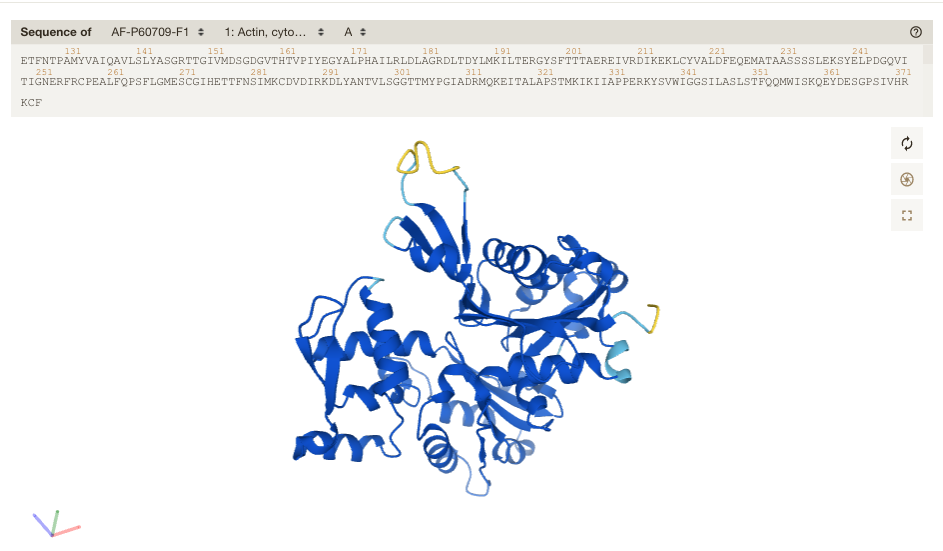 Sequence of AF-P60709-F1 1: Actin, cyto... A
131 141 151 161 171 181 191 201 211 221 231 241
ETFNTPAMYVAIQAVLSLYASGRTTGIVMDSGDGVTHTVPIYEGYALPHAILRLDLAGRDLTDYLMKILTERGYSFTTTAEREIVRDIKEKLCYVALDFEQEMATAASSSSLEKSYELPDGQVI
251 261 271 281 291 301 311 321 331 341 351 361 371
TIGNERFRCPEALFQPSFLGMESCGIHETTFNSIMKCDVDIRKDLYANTVLSGGTTMYPGIADRMQKEITALAPSTMKIKIIAPPERKYSVWIGGSILASLSTFQQMWISKQEYDESGPSIVHR
KCF